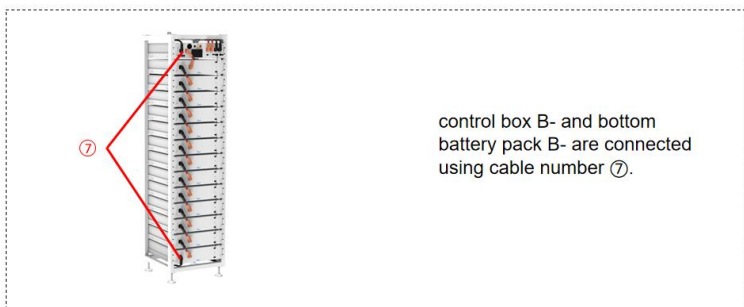 ⑦
control box B- and bottom
battery pack B- are connected
using cable number ⑦.